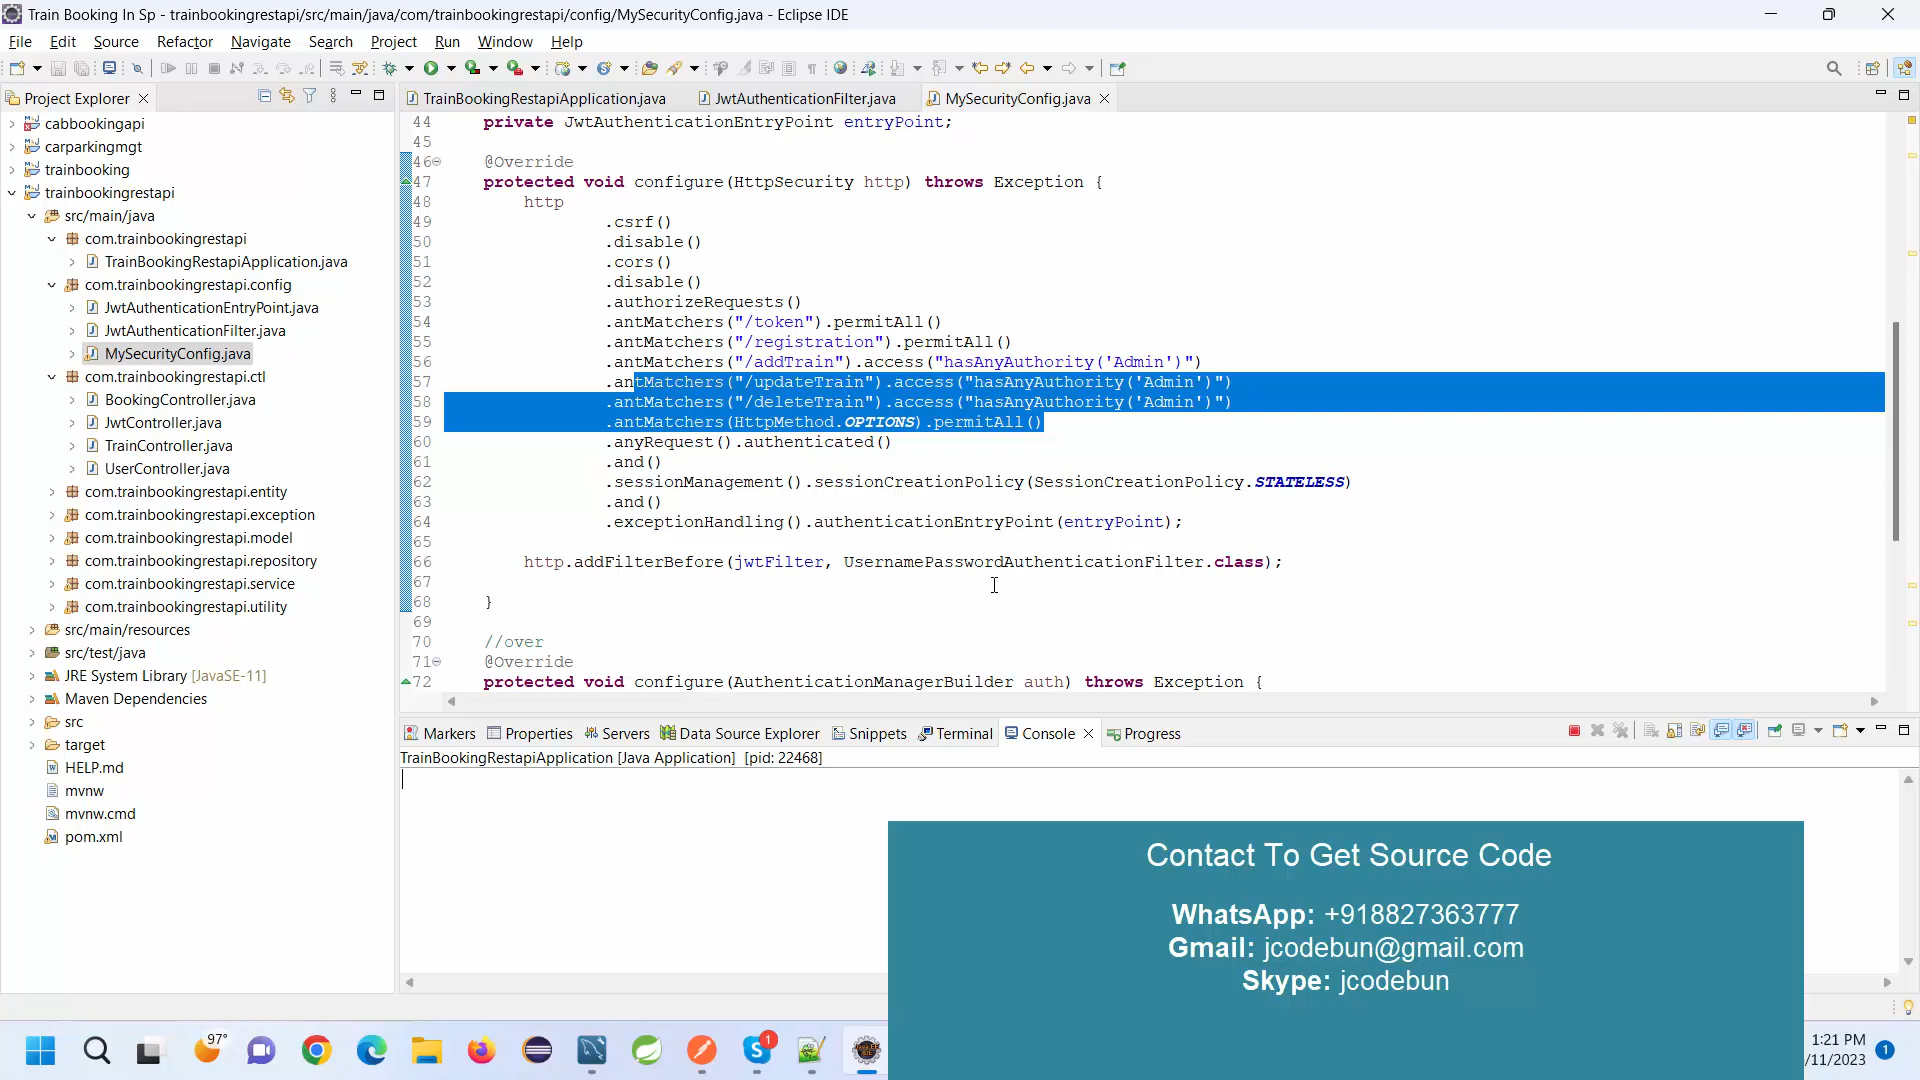 Train Booking In Sp - trainbookingrestapi/src/main/java/com/trainbookingrestapi/config/MySecurityConfig.java - Eclipse IDE
File Edit Source Refactor Navigate Search Project Run Window Help
Project Explorer
TrainBookingRestapiApplication.java JwtAuthenticationFilter.java MySecurityConfig.java
cabbookingapi
carparkingmgt
trainbooking
trainbookingrestapi
src/main/java
com.trainbookingrestapi
TrainBookingRestapiApplication.java
com.trainbookingrestapi.config
JwtAuthenticationEntryPoint.java
JwtAuthenticationFilter.java
MySecurityConfig.java
com.trainbookingrestapi.ctl
BookingController.java
JwtController.java
TrainController.java
UserController.java
com.trainbookingrestapi.entity
com.trainbookingrestapi.exception
com.trainbookingrestapi.model
com.trainbookingrestapi.repository
com.trainbookingrestapi.service
com.trainbookingrestapi.utility
src/main/resources
src/test/java
JRE System Library [JavaSE-11]
Maven Dependencies
src
target
HELP.md
mvnw
mvnw.cmd
pom.xml
44 private JwtAuthenticationEntryPoint entryPoint;
45
46 @Override
47 protected void configure(HttpSecurity http) throws Exception {
48 http
49 .csrf()
50 .disable()
51 .cors()
52 .disable()
53 .authorizeRequests()
54 .antMatchers("/token").permitAll()
55 .antMatchers("/registration").permitAll()
56 .antMatchers("/addTrain").access("hasAnyAuthority('Admin')")
57 .antMatchers("/updateTrain").access("hasAnyAuthority('Admin')")
58 .antMatchers("/deleteTrain").access("hasAnyAuthority('Admin')")
59 .antMatchers(HttpMethod.OPTIONS).permitAll()
60 .anyRequest().authenticated()
61 .and()
62 .sessionManagement().sessionCreationPolicy(SessionCreationPolicy.STATELESS)
63 .and()
64 .exceptionHandling().authenticationEntryPoint(entryPoint);
65
66 http.addFilterBefore(jwtFilter, UsernamePasswordAuthenticationFilter.class);
67
68 }
69
70 //over
71 @Override
72 protected void configure(AuthenticationManagerBuilder auth) throws Exception {
Markers Properties Servers Data Source Explorer Snippets Terminal Console Progress
TrainBookingRestapiApplication [Java Application] [pid: 22468]
Contact To Get Source Code
WhatsApp: +918827363777
Gmail: jcodebun@gmail.com
Skype: jcodebun
97°
1
1:21 PM
/11/2023
1